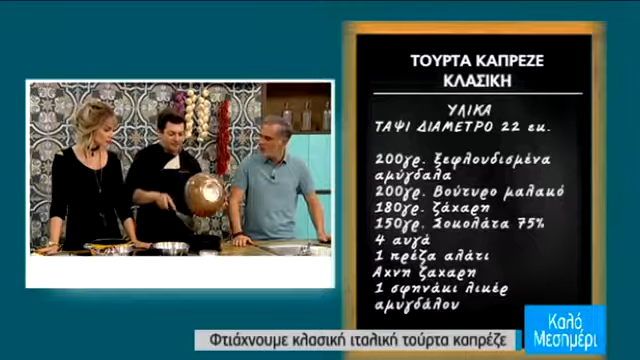 ΤΟΥΡΤΑ ΚΑΠΡΕΖΕ
ΚΛΑΣΙΚΗ
ΥΛΙΚΑ
ΤΑΨΙ ΔΙΑΜΕΤΡΟ 22 εκ.
200γρ. ξεφλουδισμένα
αμύγδαλα
200γρ. Βούτυρο μαλακό
180γρ. ζάχαρη
150γρ. Σοκολάτα 75%
4 αυγά
1 πρέζα αλάτι
Αχνη ζαχαρη
1 σφηνάκι λικέρ
αμυγδάλου
Φτιάχνουμε κλασική ιταλική τούρτα καπρέζε
Καλό
Μεσημέρι